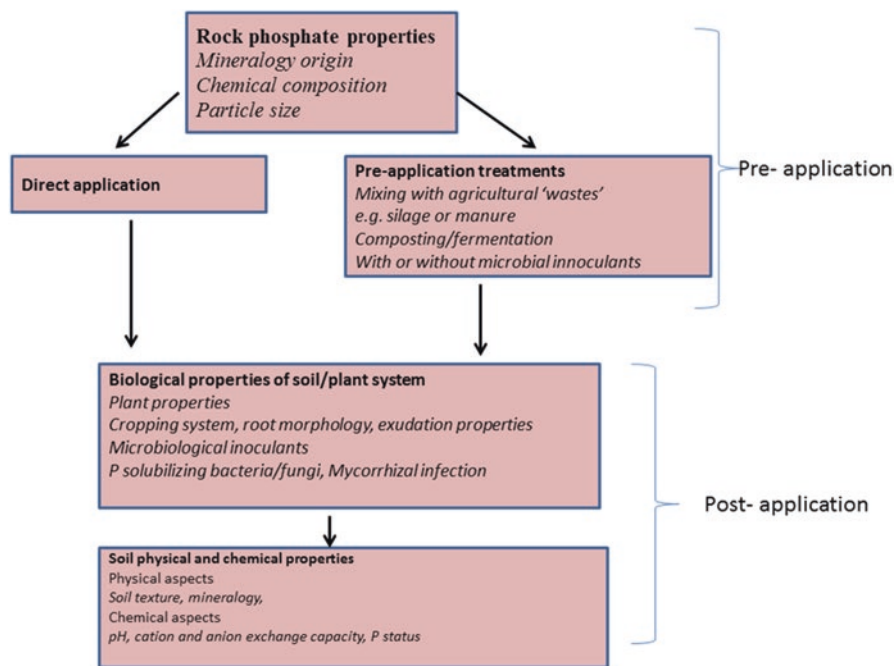 Rock phosphate properties
Mineralogy origin
Chemical composition
Particle size
Direct application
Pre-application treatments
Mixing with agricultural ‘wastes’
e.g. silage or manure
Composting/fermentation
With or without microbial innoculants
Pre- application
Biological properties of soil/plant system
Plant properties
Cropping system, root morphology, exudation properties
Microbiological inoculants
P solubilizing bacteria/fungi, Mycorrhizal infection
Post- application
Soil physical and chemical properties
Physical aspects
Soil texture, mineralogy,
Chemical aspects
pH, cation and anion exchange capacity, P status